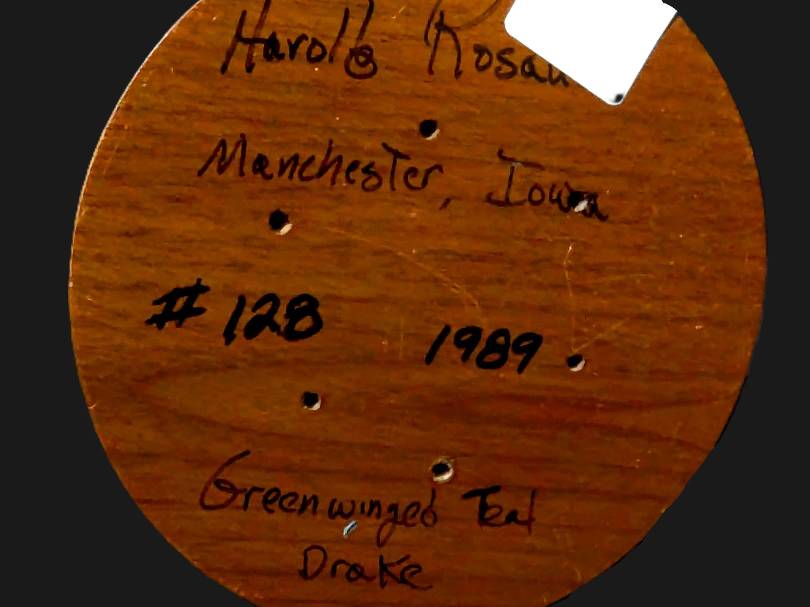 Harold
Manchester, Iowa
# 128 1989
Greenwinged Teal
Drake